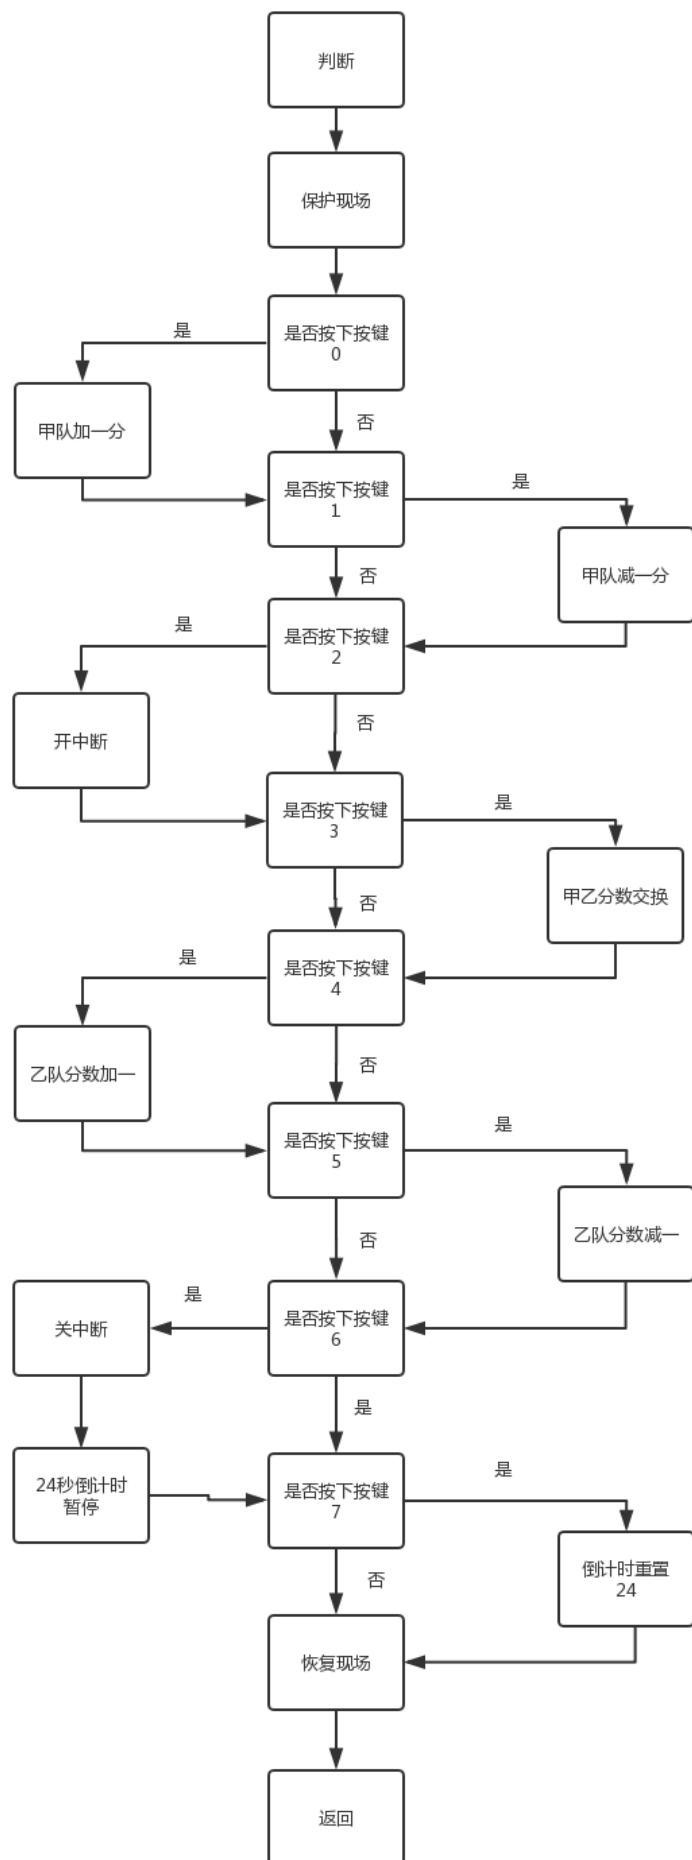 判断
保护现场
是否按下按键
0
是
甲队加一分
否
是否按下按键
1
是
甲队减一分
否
是否按下按键
2
是
开中断
否
是否按下按键
3
是
甲乙分数交换
否
是否按下按键
4
是
乙队分数加一
否
是否按下按键
5
是
乙队分数减一
否
是否按下按键
6
是
关中断
是
24秒倒计时
暂停
是否按下按键
7
是
倒计时重置
24
否
恢复现场
返回